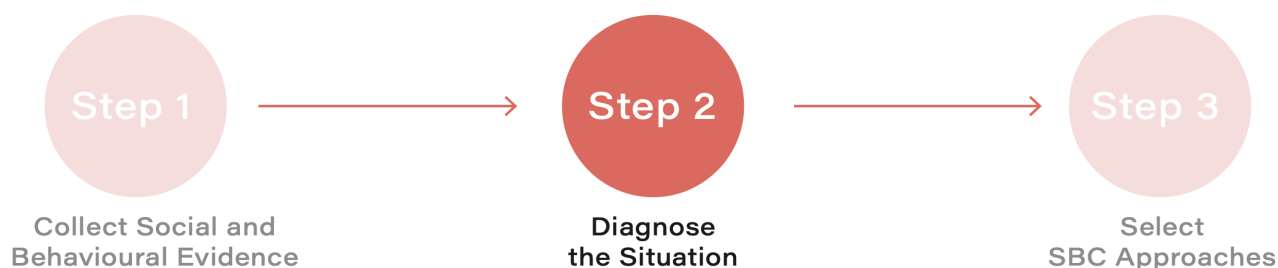 Step 1
Step 2
Step 3
Collect Social and
Behavioural Evidence
Diagnose
the Situation
Select
SBC Approaches